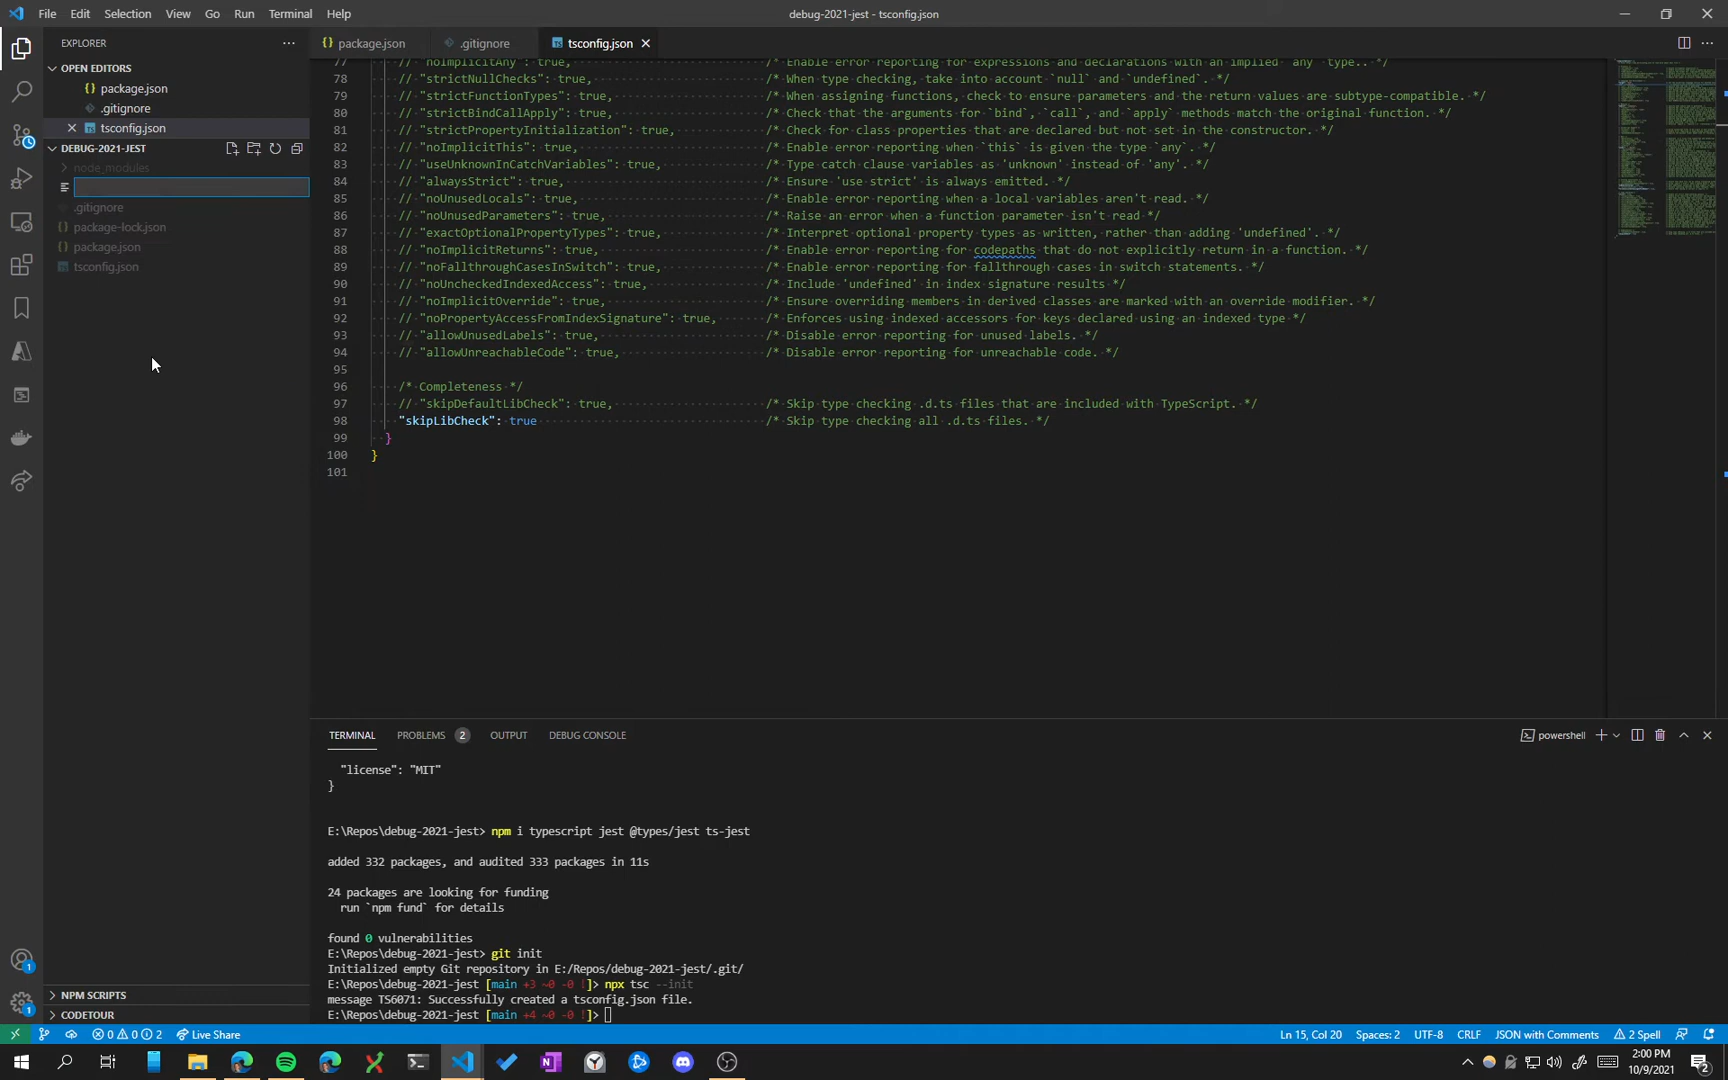 File Edit Selection View Go Run Terminal Help
debug-2021-jest - tsconfig.json
EXPLORER
OPEN EDITORS
package.json
.gitignore
tsconfig.json
DEBUG-2021-JEST
node_modules
.gitignore
package-lock.json
package.json
tsconfig.json
NPM SCRIPTS
CODETOUR
package.json .gitignore tsconfig.json
77 // "noImplicitAny": true, /* Enable error reporting for expressions and declarations with an implied `any` type.. */
78 // "strictNullChecks": true, /* When type checking, take into account `null` and `undefined`. */
79 // "strictFunctionTypes": true, /* When assigning functions, check to ensure parameters and the return values are subtype-compatible. */
80 // "strictBindCallApply": true, /* Check that the arguments for `bind`, `call`, and `apply` methods match the original function. */
81 // "strictPropertyInitialization": true, /* Check for class properties that are declared but not set in the constructor. */
82 // "noImplicitThis": true, /* Enable error reporting when `this` is given the type `any`. */
83 // "useUnknownInCatchVariables": true, /* Type catch clause variables as 'unknown' instead of 'any'. */
84 // "alwaysStrict": true, /* Ensure 'use strict' is always emitted. */
85 // "noUnusedLocals": true, /* Enable error reporting when a local variables aren't read. */
86 // "noUnusedParameters": true, /* Raise an error when a function parameter isn't read */
87 // "exactOptionalPropertyTypes": true, /* Interpret optional property types as written, rather than adding 'undefined'. */
88 // "noImplicitReturns": true, /* Enable error reporting for codepaths that do not explicitly return in a function. */
89 // "noFallthroughCasesInSwitch": true, /* Enable error reporting for fallthrough cases in switch statements. */
90 // "noUncheckedIndexedAccess": true, /* Include 'undefined' in index signature results */
91 // "noImplicitOverride": true, /* Ensure overriding members in derived classes are marked with an override modifier. */
92 // "noPropertyAccessFromIndexSignature": true, /* Enforces using indexed accessors for keys declared using an indexed type */
93 // "allowUnusedLabels": true, /* Disable error reporting for unused labels. */
94 // "allowUnreachableCode": true, /* Disable error reporting for unreachable code. */
95
96 /* Completeness */
97 // "skipDefaultLibCheck": true, /* Skip type checking .d.ts files that are included with TypeScript. */
98 "skipLibCheck": true /* Skip type checking all .d.ts files. */
99 }
100 }
101
TERMINAL PROBLEMS 2 OUTPUT DEBUG CONSOLE
powershell
"license": "MIT"
}
E:\Repos\debug-2021-jest> npm i typescript jest @types/jest ts-jest
added 332 packages, and audited 333 packages in 11s
24 packages are looking for funding
run `npm fund` for details
found 0 vulnerabilities
E:\Repos\debug-2021-jest> git init
Initialized empty Git repository in E:/Repos/debug-2021-jest/.git/
E:\Repos\debug-2021-jest [main +3 ~0 -0 !]> npx tsc --init
message TS6071: Successfully created a tsconfig.json file.
E:\Repos\debug-2021-jest [main +4 ~0 -0 !]>
0 0 2 Live Share
Ln 15, Col 20 Spaces: 2 UTF-8 CRLF JSON with Comments 2 Spell
2:00 PM
10/9/2021